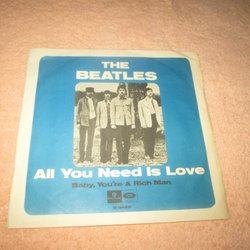 THE
BEATLES
All You Need Is Love
Baby, You're A Rich Man